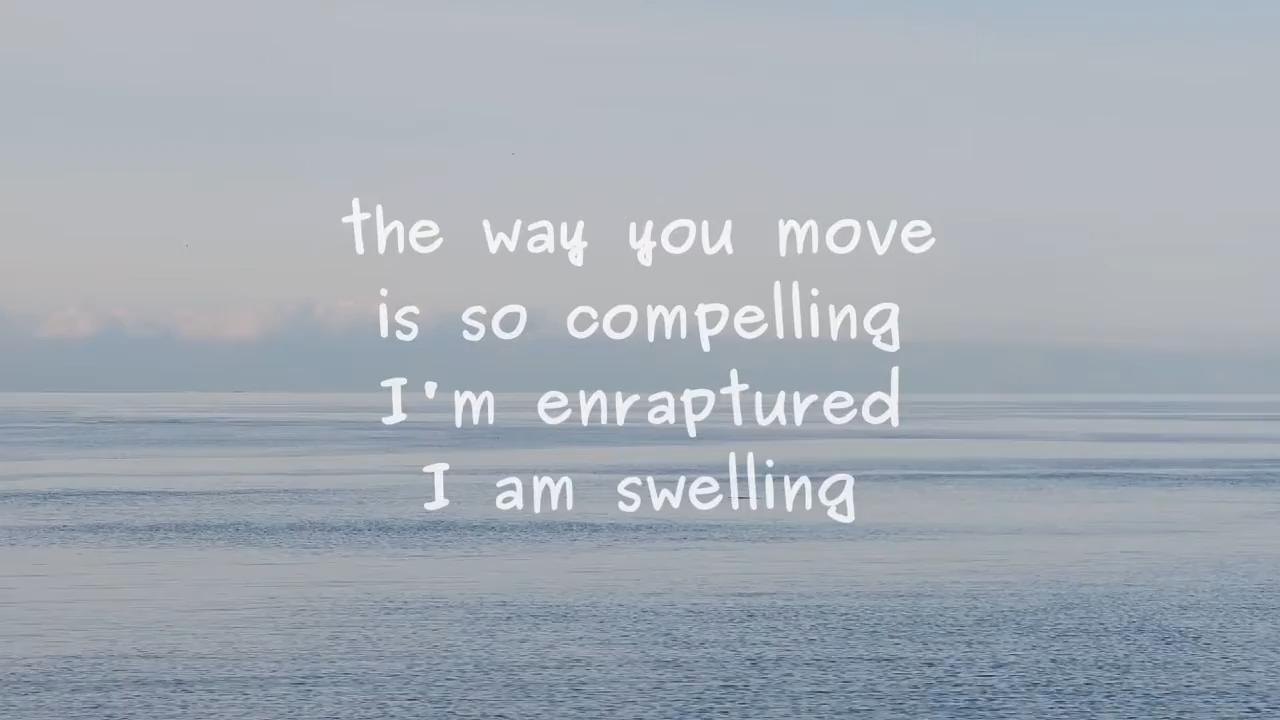 the way you move
is so compelling
I'm enraptured
I am swelling